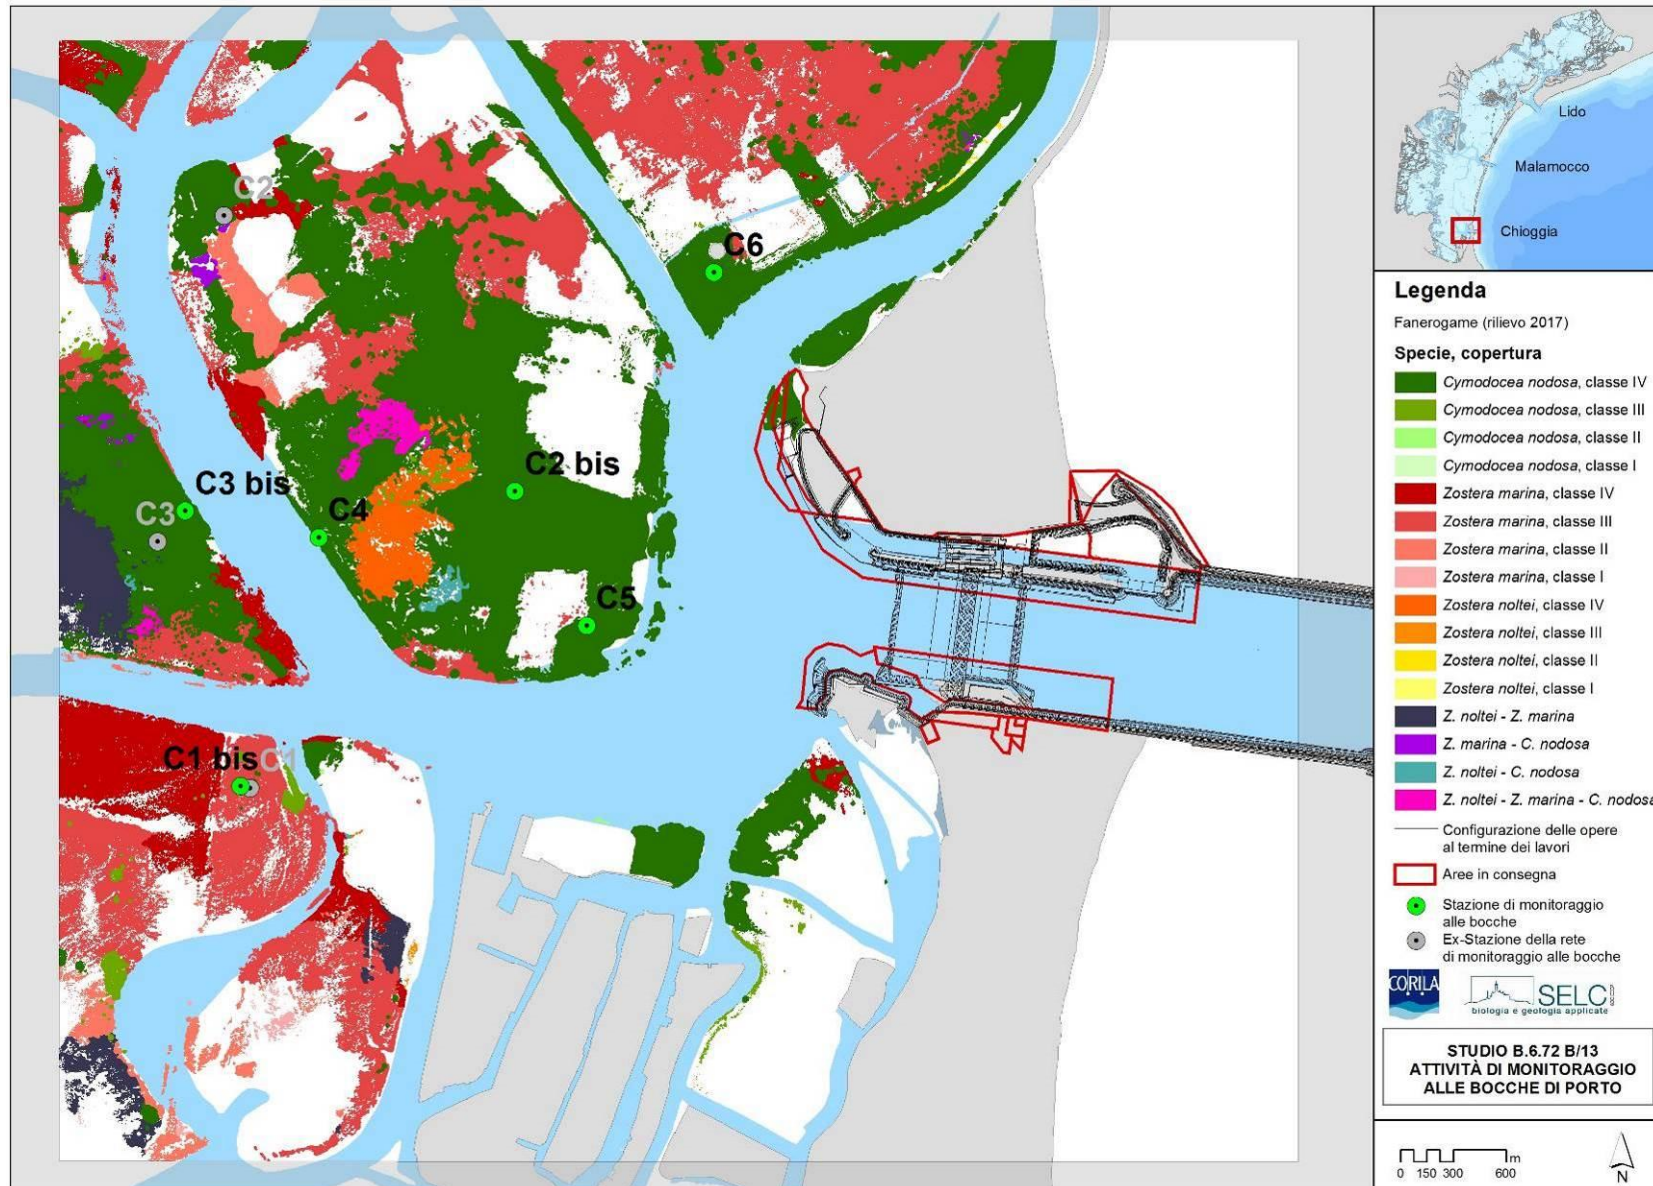 C2
C6
C2 bis
C3 bis
C4
C3
C5
C1 bis
C1
Lido
Malamocco
Chioggia
Legenda
Fanerogame (rilievo 2017)
Specie, copertura
Cymodocea nodosa, classe IV
Cymodocea nodosa, classe III
Cymodocea nodosa, classe II
Cymodocea nodosa, classe I
Zostera marina, classe IV
Zostera marina, classe III
Zostera marina, classe II
Zostera marina, classe I
Zostera noltei, classe IV
Zostera noltei, classe III
Zostera noltei, classe II
Zostera noltei, classe I
Z. noltei - Z. marina
Z. marina - C. nodosa
Z. noltei - C. nodosa
Z. noltei - Z. marina - C. nodosa
Configurazione delle opere
al termine dei lavori
Aree in consegna
Stazione di monitoraggio
alle bocche
Ex-Stazione della rete
di monitoraggio alle bocche
CORILA
SELC
biologia e geologia applicate
STUDIO B.6.72 B/13
ATTIVITÀ DI MONITORAGGIO
ALLE BOCCHE DI PORTO
m
0 150 300 600
N